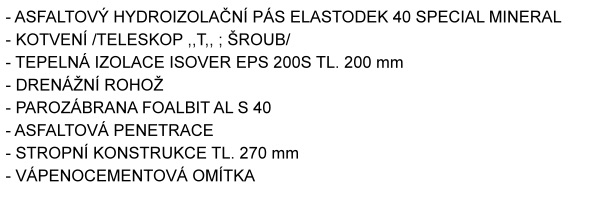 - ASFALTOVÝ HYDROIZOLAČNÍ PÁS ELASTODEK 40 SPECIAL MINERAL
- KOTVENÍ /TELESKOP ,,T,, ; ŠROUB/
- TEPELNÁ IZOLACE ISOVER EPS 200S TL. 200 mm
- DRENÁŽNÍ ROHOŽ
- PAROZÁBRANA FOALBIT AL S 40
- ASFALTOVÁ PENETRACE
- STROPNÍ KONSTRUKCE TL. 270 mm
- VÁPENOCEMENTOVÁ OMÍTKA